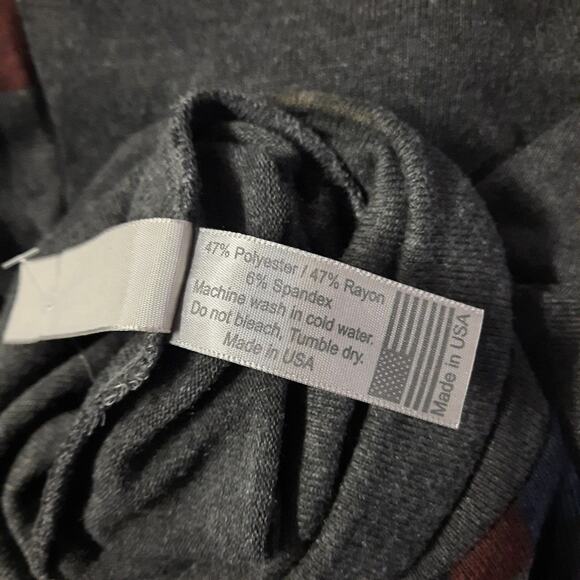 47% Polyester / 47% Rayon
6% Spandex
Machine wash in cold water.
Do not bleach. Tumble dry.
Made in USA
Made in USA